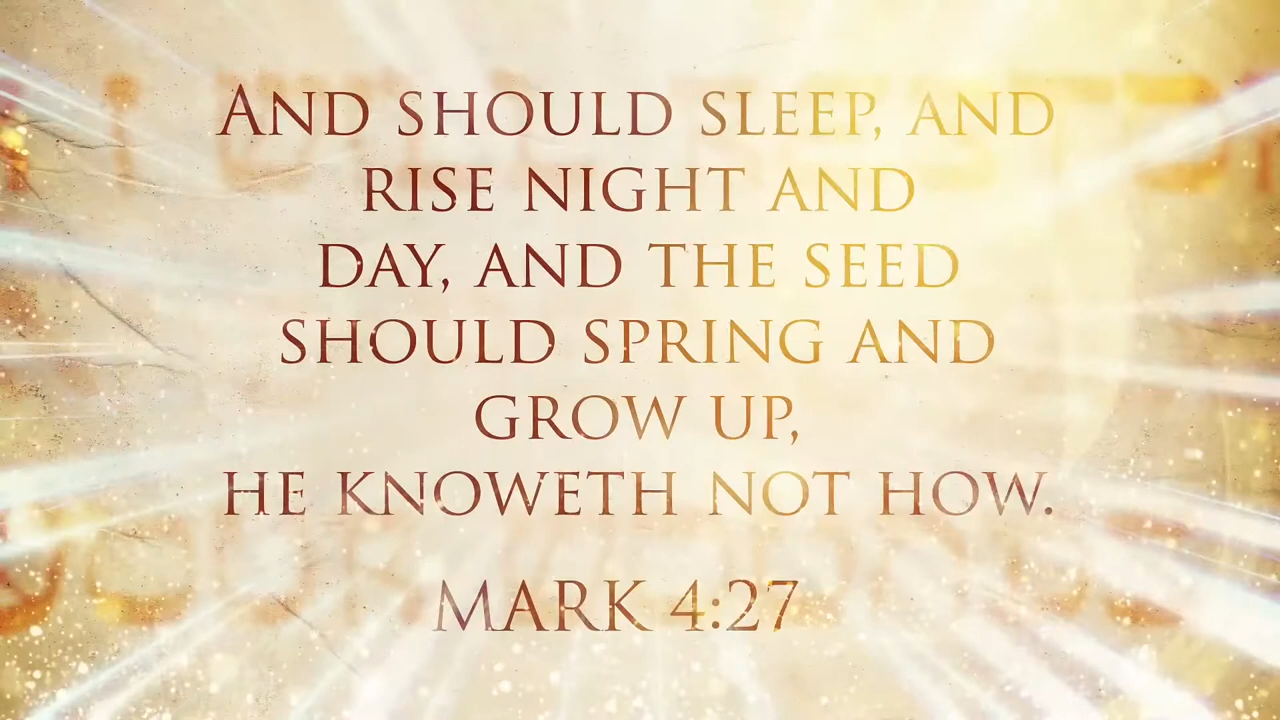 AND SHOULD SLEEP, AND
RISE NIGHT AND
DAY, AND THE SEED
SHOULD SPRING AND
GROW UP,
HE KNOWETH NOT HOW.
MARK 4:27